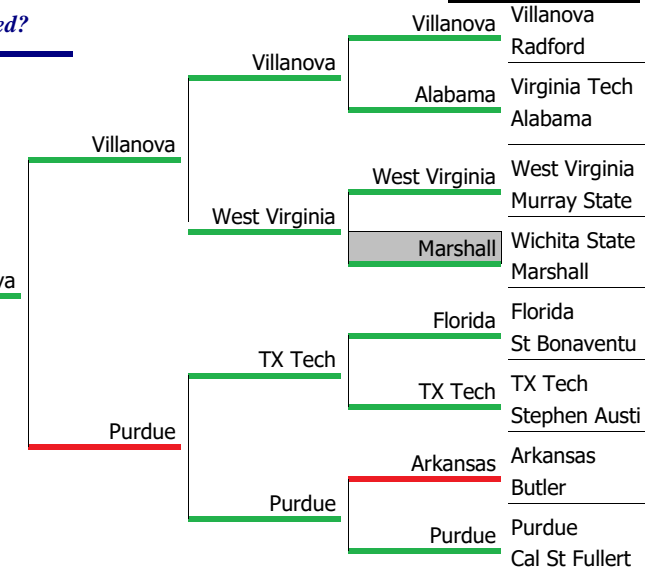 ed?
Villanova
Villanova
Radford
Villanova
Alabama
Virginia Tech
Alabama
Villanova
West Virginia
West Virginia
Murray State
West Virginia
Marshall
Wichita State
Marshall
va
Florida
Florida
St Bonaventu
TX Tech
TX Tech
TX Tech
Stephen Austi
Purdue
Arkansas
Arkansas
Butler
Purdue
Purdue
Purdue
Cal St Fullert